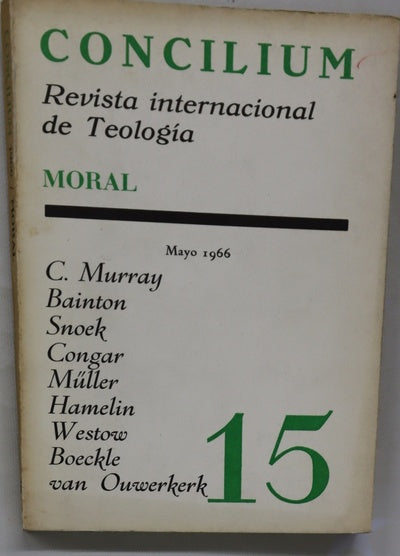 CONCILIUM
Revista internacional
de Teología
MORAL
Mayo 1966
C. Murray
Bainton
Snoek
Congar
Müller
Hamelin
Westow
Boeckle
van Ouwerkerk
15